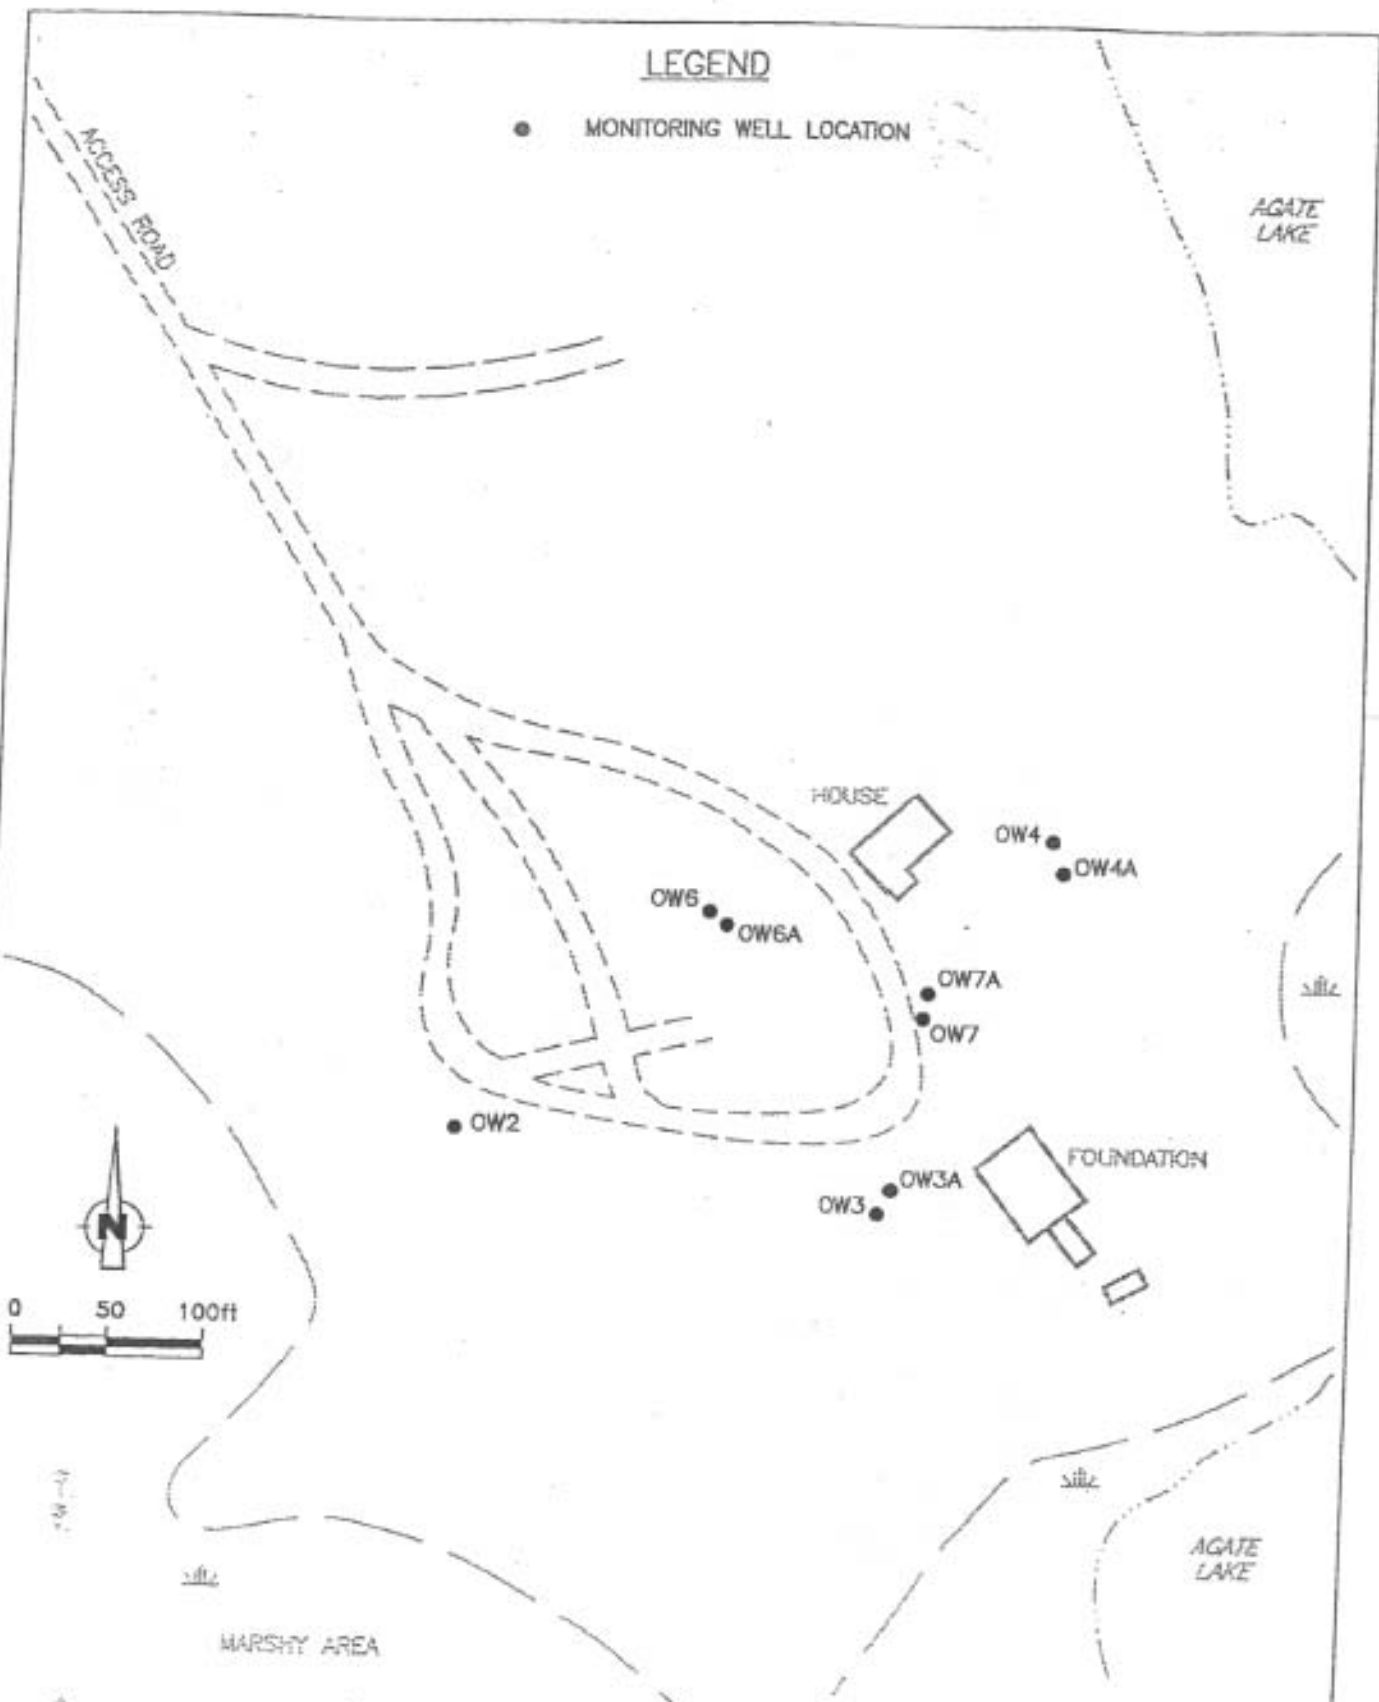 LEGEND
MONITORING WELL LOCATION
ACCESS ROAD
AGATE
LAKE
HOUSE
OW4
OW4A
OW6
OW6A
OW7A
OW7
OW2
FOUNDATION
OW3A
OW3
N
0 50 100ft
AGATE
LAKE
MARSHY AREA